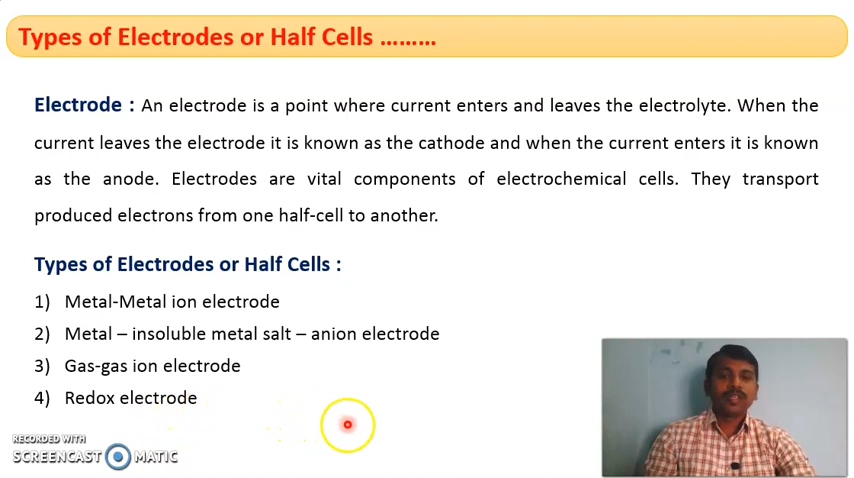 Types of Electrodes or Half Cells .........
Electrode : An electrode is a point where current enters and leaves the electrolyte. When the
current leaves the electrode it is known as the cathode and when the current enters it is known
as the anode. Electrodes are vital components of electrochemical cells. They transport
produced electrons from one half-cell to another.
Types of Electrodes or Half Cells :
1) Metal-Metal ion electrode
2) Metal – insoluble metal salt – anion electrode
3) Gas-gas ion electrode
4) Redox electrode
RECORDED WITH
SCREENCAST MATIC